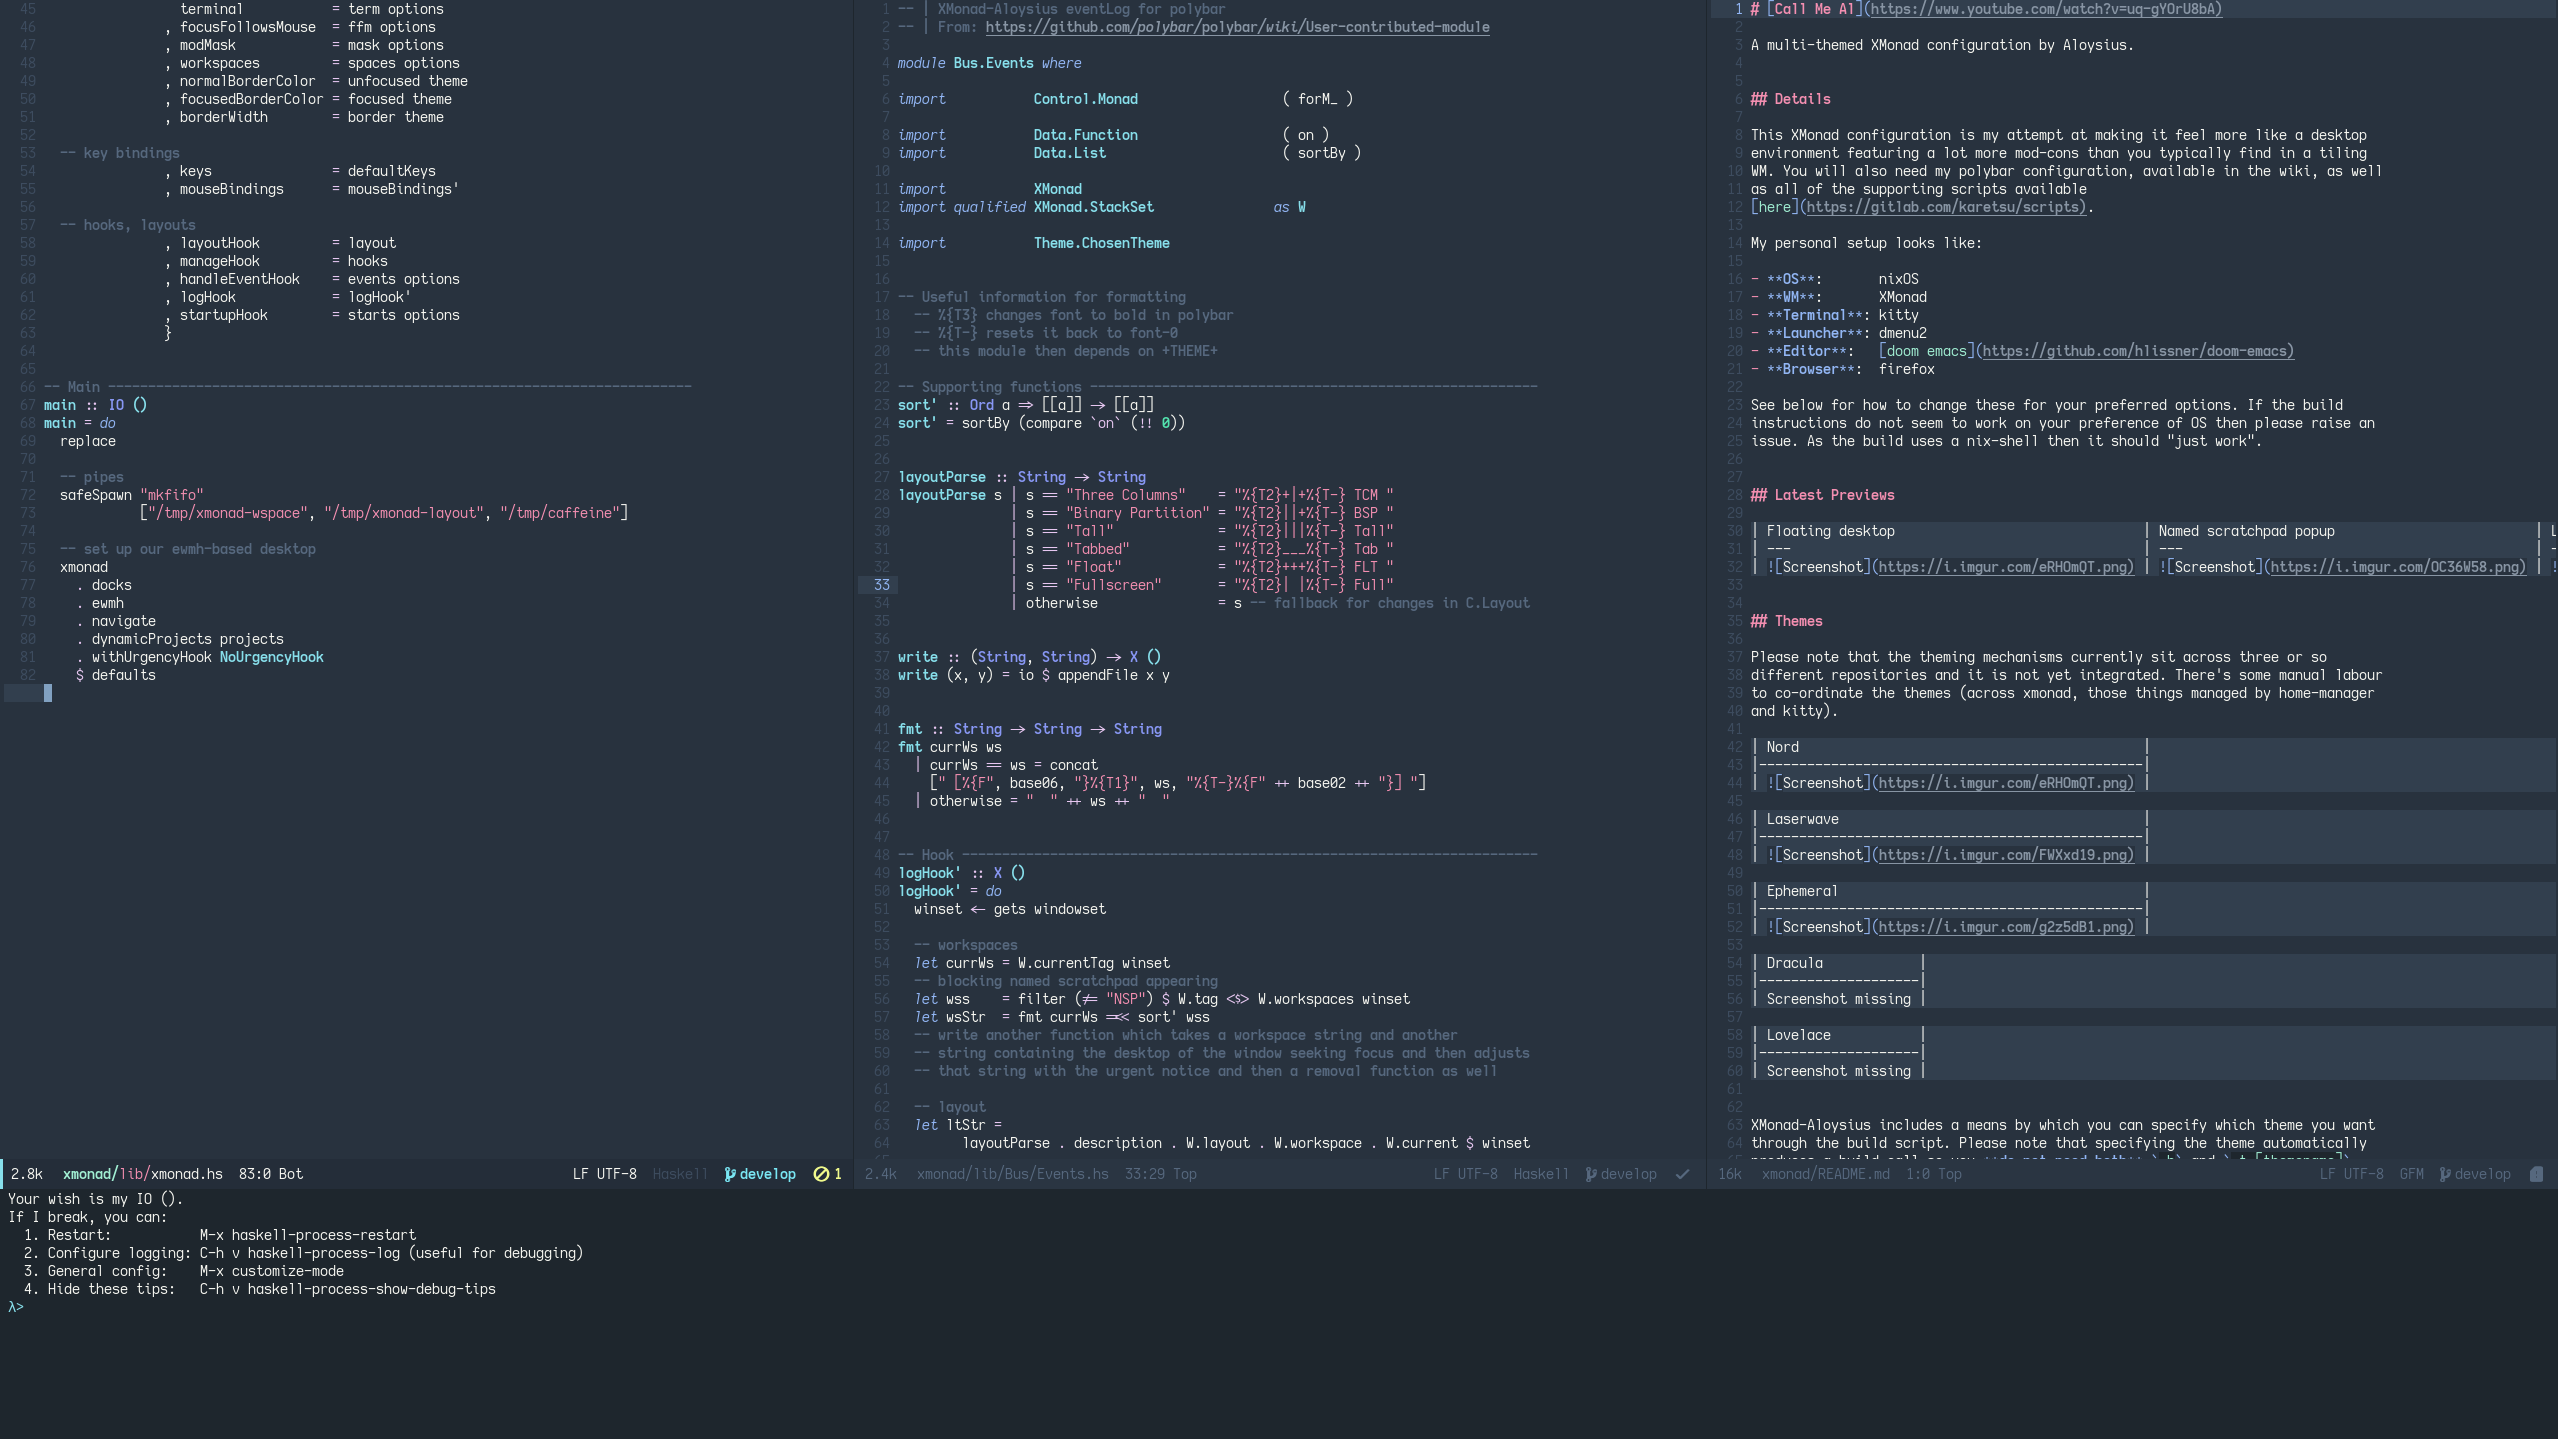 45 terminal = term options
46 , focusFollowsMouse = ffm options
47 , modMask = mask options
48 , workspaces = spaces options
49 , normalBorderColor = unfocused theme
50 , focusedBorderColor = focused theme
51 , borderWidth = border theme
52
53 -- key bindings
54 , keys = defaultKeys
55 , mouseBindings = mouseBindings'
56
57 -- hooks, layouts
58 , layoutHook = layout
59 , manageHook = hooks
60 , handleEventHook = events options
61 , logHook = logHook'
62 , startupHook = starts options
63 }
64
65
66 -- Main -------------------------------------------------------------------------
67 main :: IO ()
68 main = do
69 replace
70
71 -- pipes
72 safeSpawn "mkfifo"
73 ["/tmp/xmonad-wspace", "/tmp/xmonad-layout", "/tmp/caffeine"]
74
75 -- set up our ewmh-based desktop
76 xmonad
77 . docks
78 . ewmh
79 . navigate
80 . dynamicProjects projects
81 . withUrgencyHook NoUrgencyHook
82 $ defaults
2.8k xmonad/lib/xmonad.hs 83:0 Bot LF UTF-8 Haskell develop 1
1 -- | XMonad-Aloysius eventLog for polybar
2 -- | From: https://github.com/polybar/polybar/wiki/User-contributed-module
3
4 module Bus.Events where
5
6 import Control.Monad ( forM_ )
7
8 import Data.Function ( on )
9 import Data.List ( sortBy )
10
11 import XMonad
12 import qualified XMonad.StackSet as W
13
14 import Theme.ChosenTheme
15
16
17 -- Useful information for formatting
18 -- %{T3} changes font to bold in polybar
19 -- %{T-} resets it back to font-0
20 -- this module then depends on +THEME+
21
22 -- Supporting functions --------------------------------------------------------
23 sort' :: Ord a => [[a]] -> [[a]]
24 sort' = sortBy (compare `on` (!! 0))
25
26
27 layoutParse :: String -> String
28 layoutParse s | s == "Three Columns" = "%{T2}+|+%{T-} TCM "
29 | s == "Binary Partition" = "%{T2}||+%{T-} BSP "
30 | s == "Tall" = "%{T2}|||%{T-} Tall"
31 | s == "Tabbed" = "%{T2}___%{T-} Tab "
32 | s == "Float" = "%{T2}+++%{T-} FLT "
33 | s == "Fullscreen" = "%{T2}| |%{T-} Full"
34 | otherwise = s -- fallback for changes in C.Layout
35
36
37 write :: (String, String) -> X ()
38 write (x, y) = io $ appendFile x y
39
40
41 fmt :: String -> String -> String
42 fmt currWs ws
43 | currWs == ws = concat
44 [" [%{F", base06, "}%{T1}", ws, "%{T-}%{F" ++ base02 ++ "}] "]
45 | otherwise = "  " ++ ws ++ "  "
46
47
48 -- Hook ------------------------------------------------------------------------
49 logHook' :: X ()
50 logHook' = do
51 winset <- gets windowset
52
53 -- workspaces
54 let currWs = W.currentTag winset
55 -- blocking named scratchpad appearing
56 let wss = filter (/= "NSP") $ W.tag <$> W.workspaces winset
57 let wsStr = fmt currWs =<< sort' wss
58 -- write another function which takes a workspace string and another
59 -- string containing the desktop of the window seeking focus and then adjusts
60 -- that string with the urgent notice and then a removal function as well
61
62 -- layout
63 let ltStr =
64 layoutParse . description . W.layout . W.workspace . W.current $ winset
2.4k xmonad/lib/Bus/Events.hs 33:29 Top LF UTF-8 Haskell develop
1 # [Call Me Al](https://www.youtube.com/watch?v=uq-gYOrU8bA)
2
3 A multi-themed XMonad configuration by Aloysius.
4
5
6 ## Details
7
8 This XMonad configuration is my attempt at making it feel more like a desktop
9 environment featuring a lot more mod-cons than you typically find in a tiling
10 WM. You will also need my polybar configuration, available in the wiki, as well
11 as all of the supporting scripts available
12 [here](https://gitlab.com/karetsu/scripts).
13
14 My personal setup looks like:
15
16 - **OS**: nixOS
17 - **WM**: XMonad
18 - **Terminal**: kitty
19 - **Launcher**: dmenu2
20 - **Editor**: [doom emacs](https://github.com/hlissner/doom-emacs)
21 - **Browser**: firefox
22
23 See below for how to change these for your preferred options. If the build
24 instructions do not seem to work on your preference of OS then please raise an
25 issue. As the build uses a nix-shell then it should "just work".
26
27
28 ## Latest Previews
29
30 | Floating desktop | Named scratchpad popup | L
31 | --- | --- | -
32 | ![Screenshot](https://i.imgur.com/eRHOmQT.png) | ![Screenshot](https://i.imgur.com/OC36W58.png) | !
33
34
35 ## Themes
36
37 Please note that the theming mechanisms currently sit across three or so
38 different repositories and it is not yet integrated. There's some manual labour
39 to co-ordinate the themes (across xmonad, those things managed by home-manager
40 and kitty).
41
42 | Nord |
43 |------------------------------------------------|
44 | ![Screenshot](https://i.imgur.com/eRHOmQT.png) |
45
46 | Laserwave |
47 |------------------------------------------------|
48 | ![Screenshot](https://i.imgur.com/FWXxd19.png) |
49
50 | Ephemeral |
51 |------------------------------------------------|
52 | ![Screenshot](https://i.imgur.com/g2z5dB1.png) |
53
54 | Dracula |
55 |--------------------|
56 | Screenshot missing |
57
58 | Lovelace |
59 |--------------------|
60 | Screenshot missing |
61
62
63 XMonad-Aloysius includes a means by which you can specify which theme you want
64 through the build script. Please note that specifying the theme automatically
16k xmonad/README.md 1:0 Top LF UTF-8 GFM develop
Your wish is my IO ().
If I break, you can:
1. Restart: M-x haskell-process-restart
2. Configure logging: C-h v haskell-process-log (useful for debugging)
3. General config: M-x customize-mode
4. Hide these tips: C-h v haskell-process-show-debug-tips
λ>